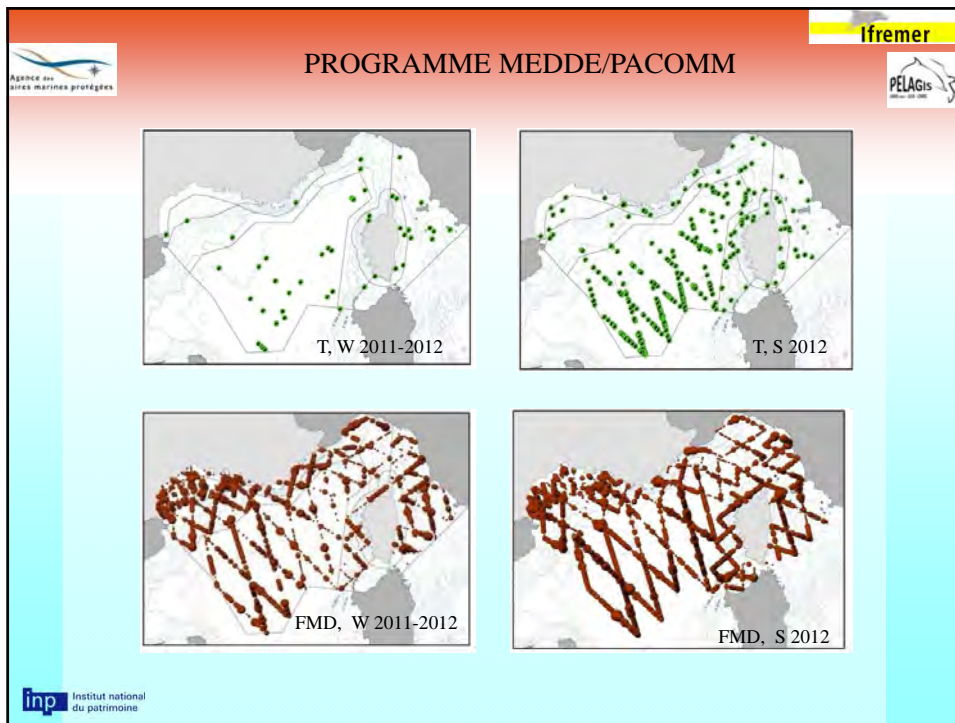 Ifremer
PROGRAMME MEDDE/PACOMM
Agence des
aires marines protégées
PELAGIS
T, W 2011-2012
T, S 2012
FMD, W 2011-2012
FMD, S 2012
inp Institut national
du patrimoine